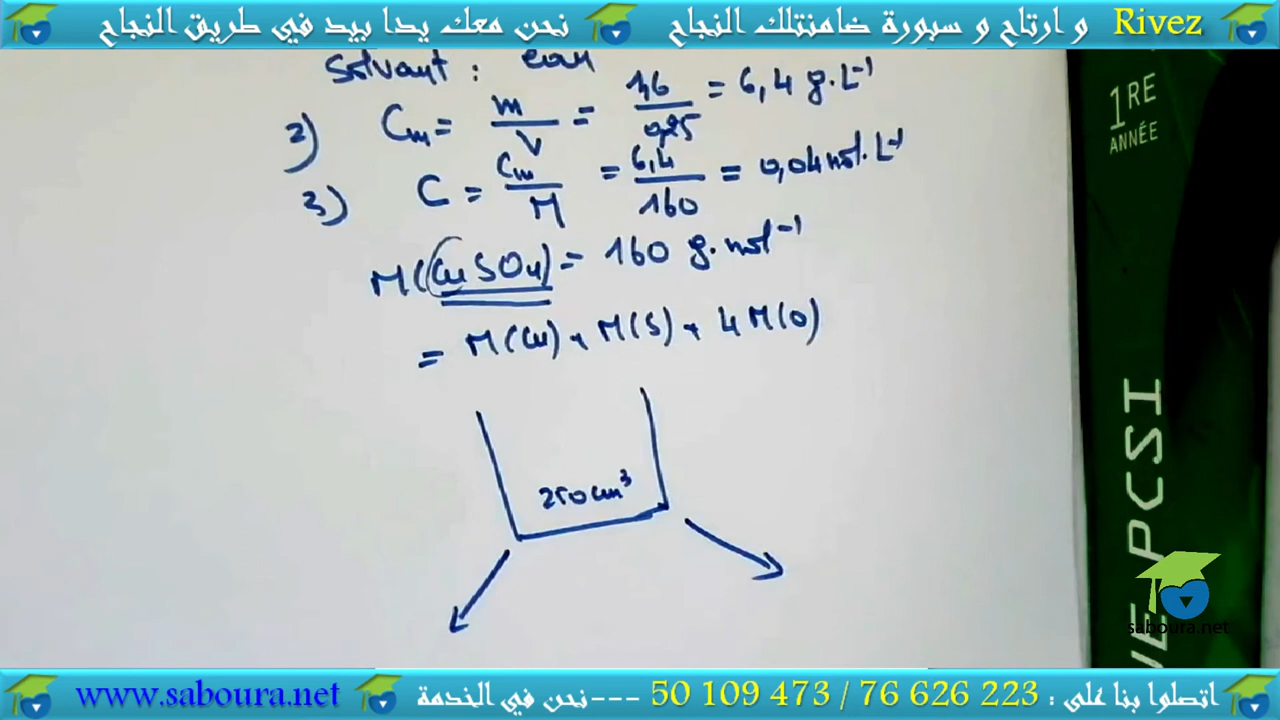 و ارتاح و سبورة ضامنتلك النجاح Rivez
نحن معك يدا بيد في طريق النجاح
Solvant : eau
2) Cm = m/V = 1,6/0,25 = 6,4 g.L⁻¹
3) C = Cm/M = 6,4/160 = 0,04 mol.L⁻¹
M(CuSO4) = 160 g.mol⁻¹
= M(Cu) + M(S) + 4 M(O)
250 cm³
1RE
ANNÉE
PCSI
saboura.net
www.saboura.net
اتصلوا بنا على : 223 626 76 / 473 109 50 ---نحن في الخدمة